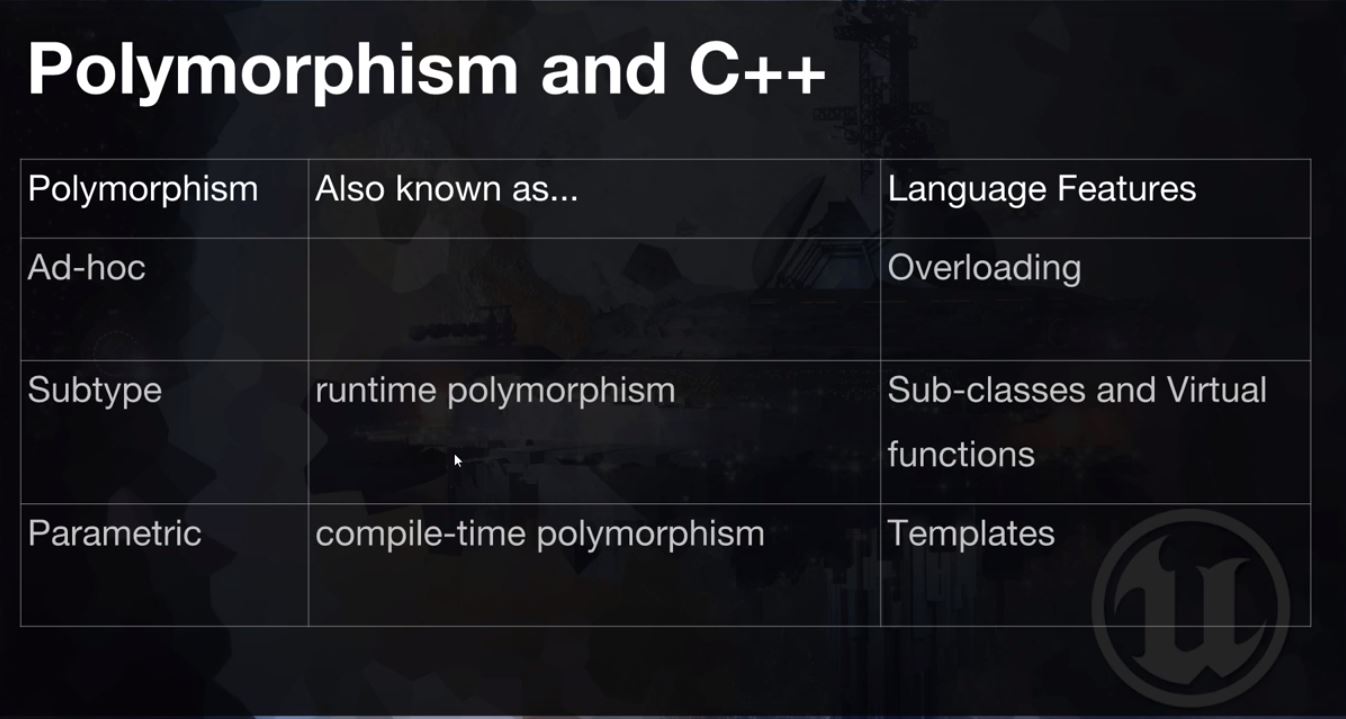 Polymorphism and C++
Polymorphism
Also known as...
Language Features
Ad-hoc
Overloading
Subtype
runtime polymorphism
Sub-classes and Virtual
functions
Parametric
compile-time polymorphism
Templates